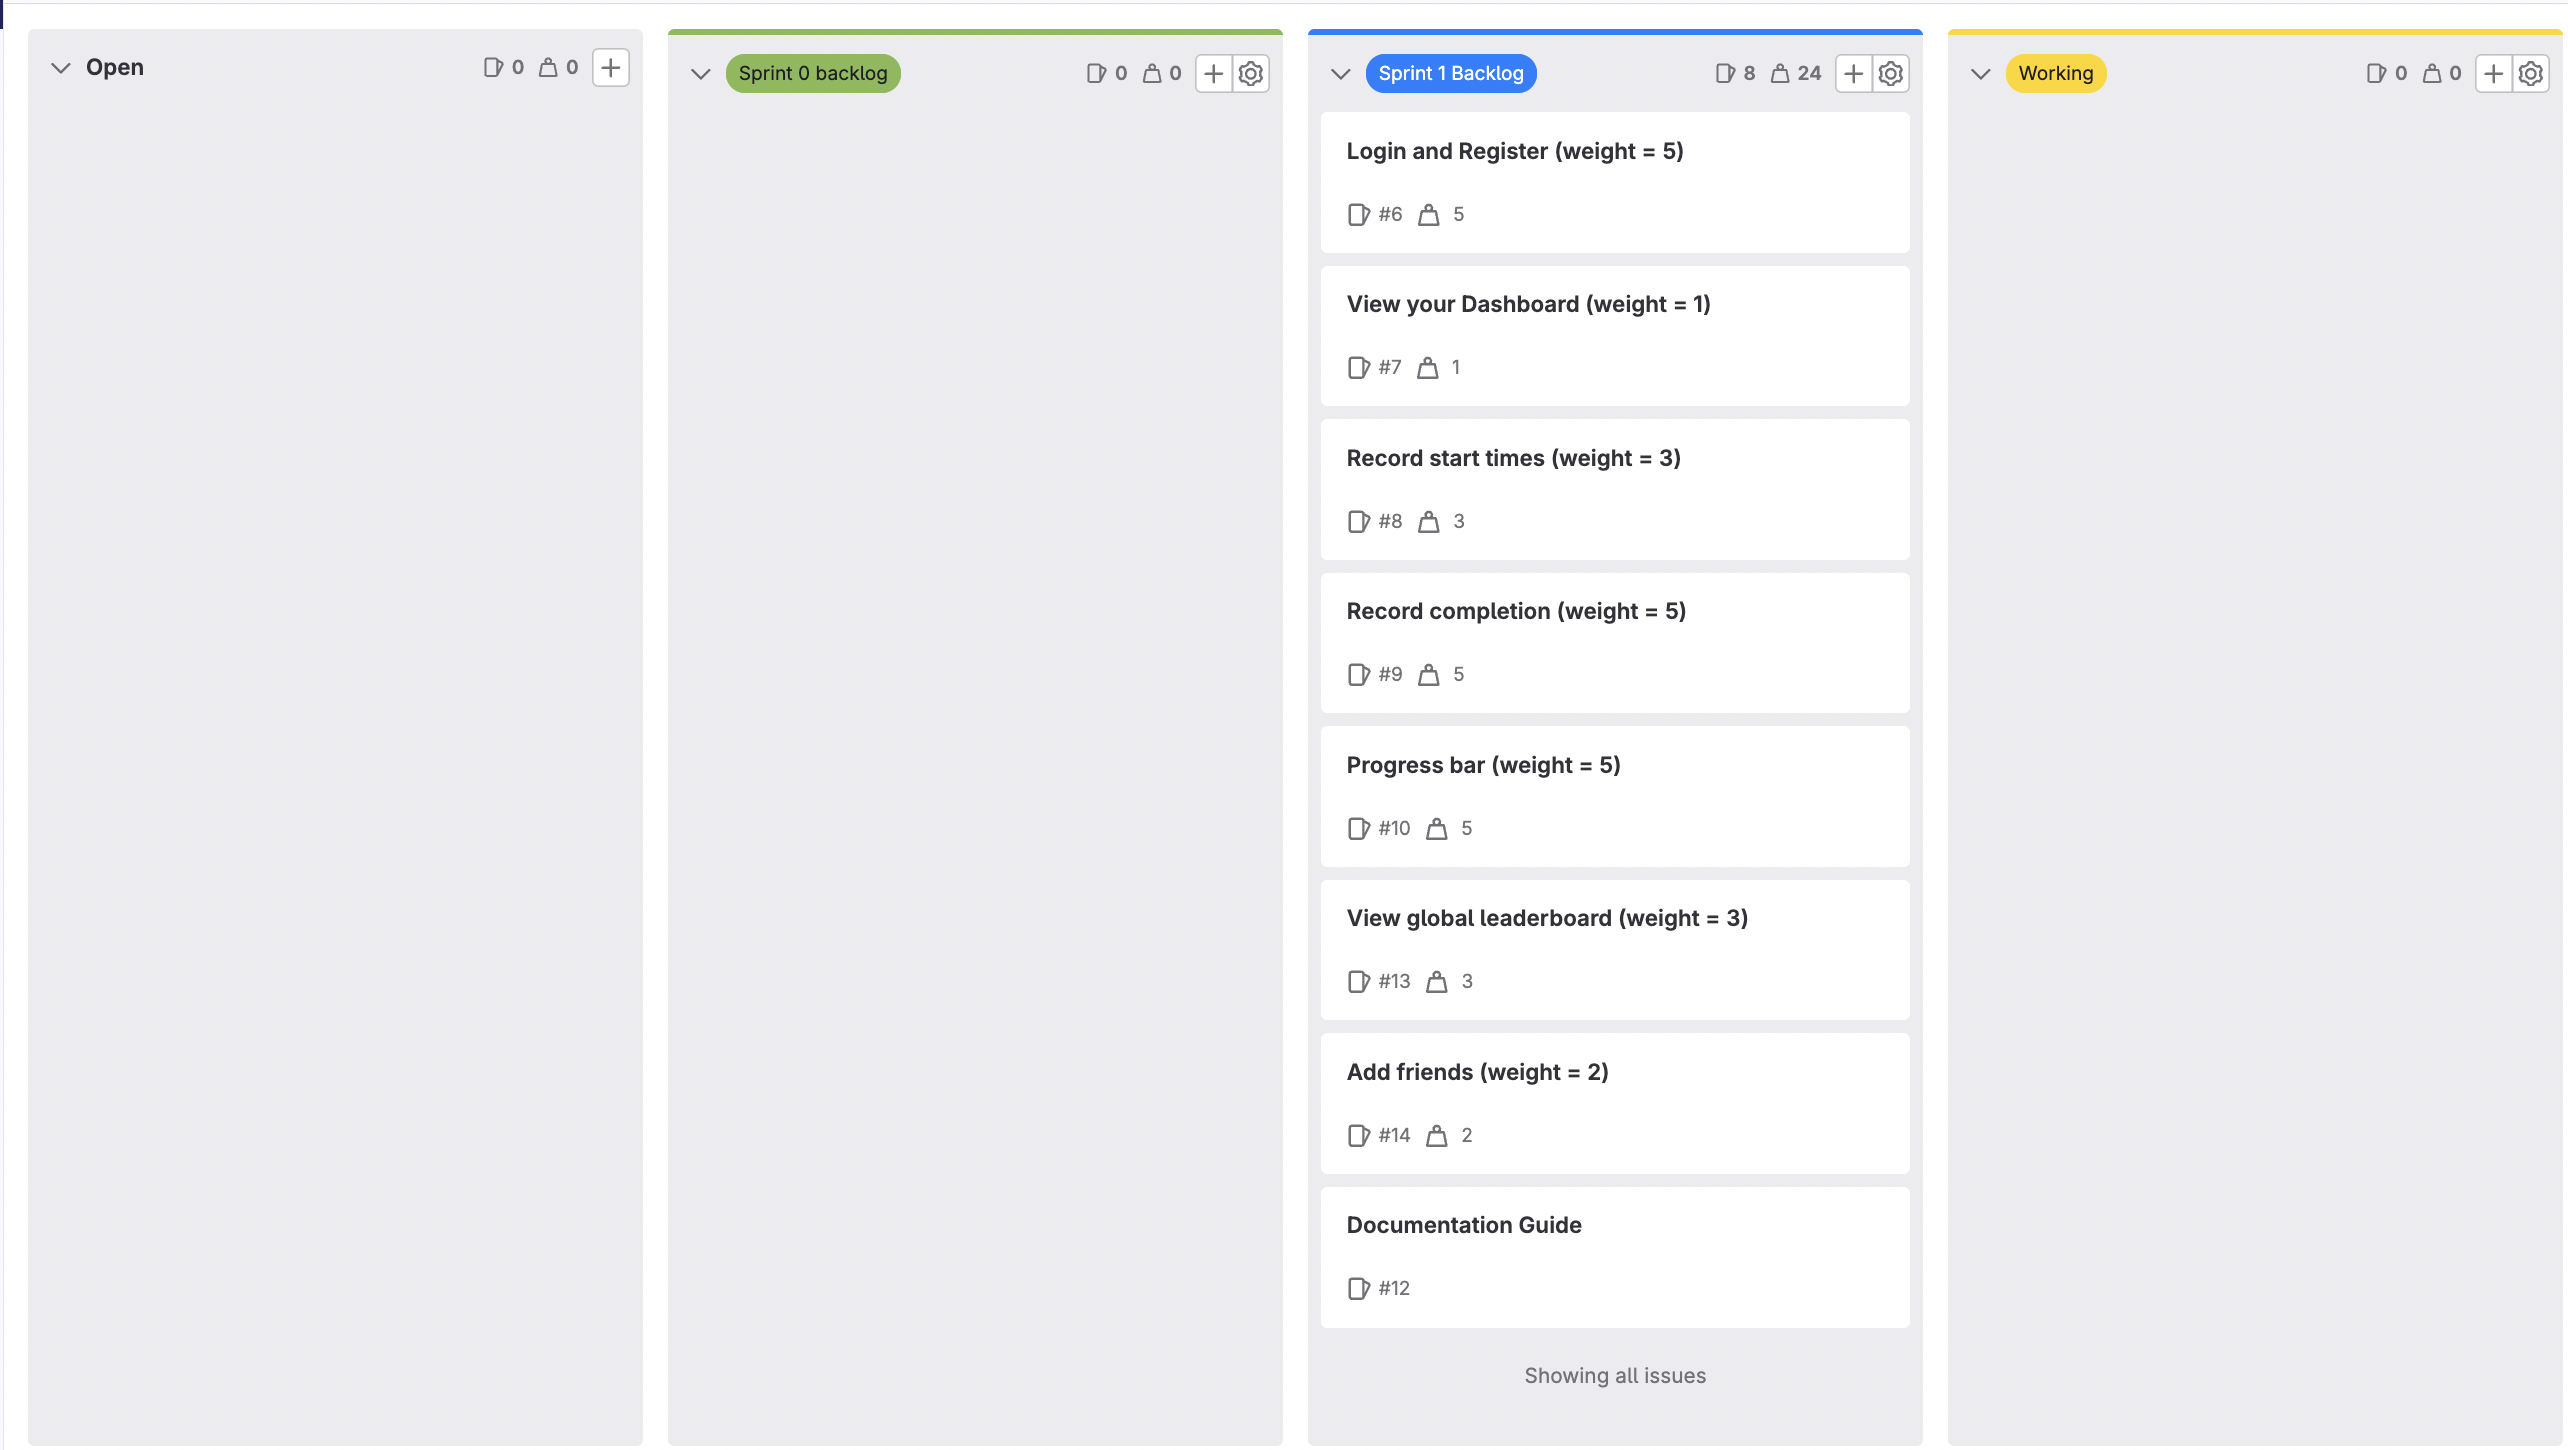 Open 0 0
Sprint 0 backlog 0 0
Sprint 1 Backlog 8 24
Login and Register (weight = 5)
#6 5
View your Dashboard (weight = 1)
#7 1
Record start times (weight = 3)
#8 3
Record completion (weight = 5)
#9 5
Progress bar (weight = 5)
#10 5
View global leaderboard (weight = 3)
#13 3
Add friends (weight = 2)
#14 2
Documentation Guide
#12
Showing all issues
Working 0 0